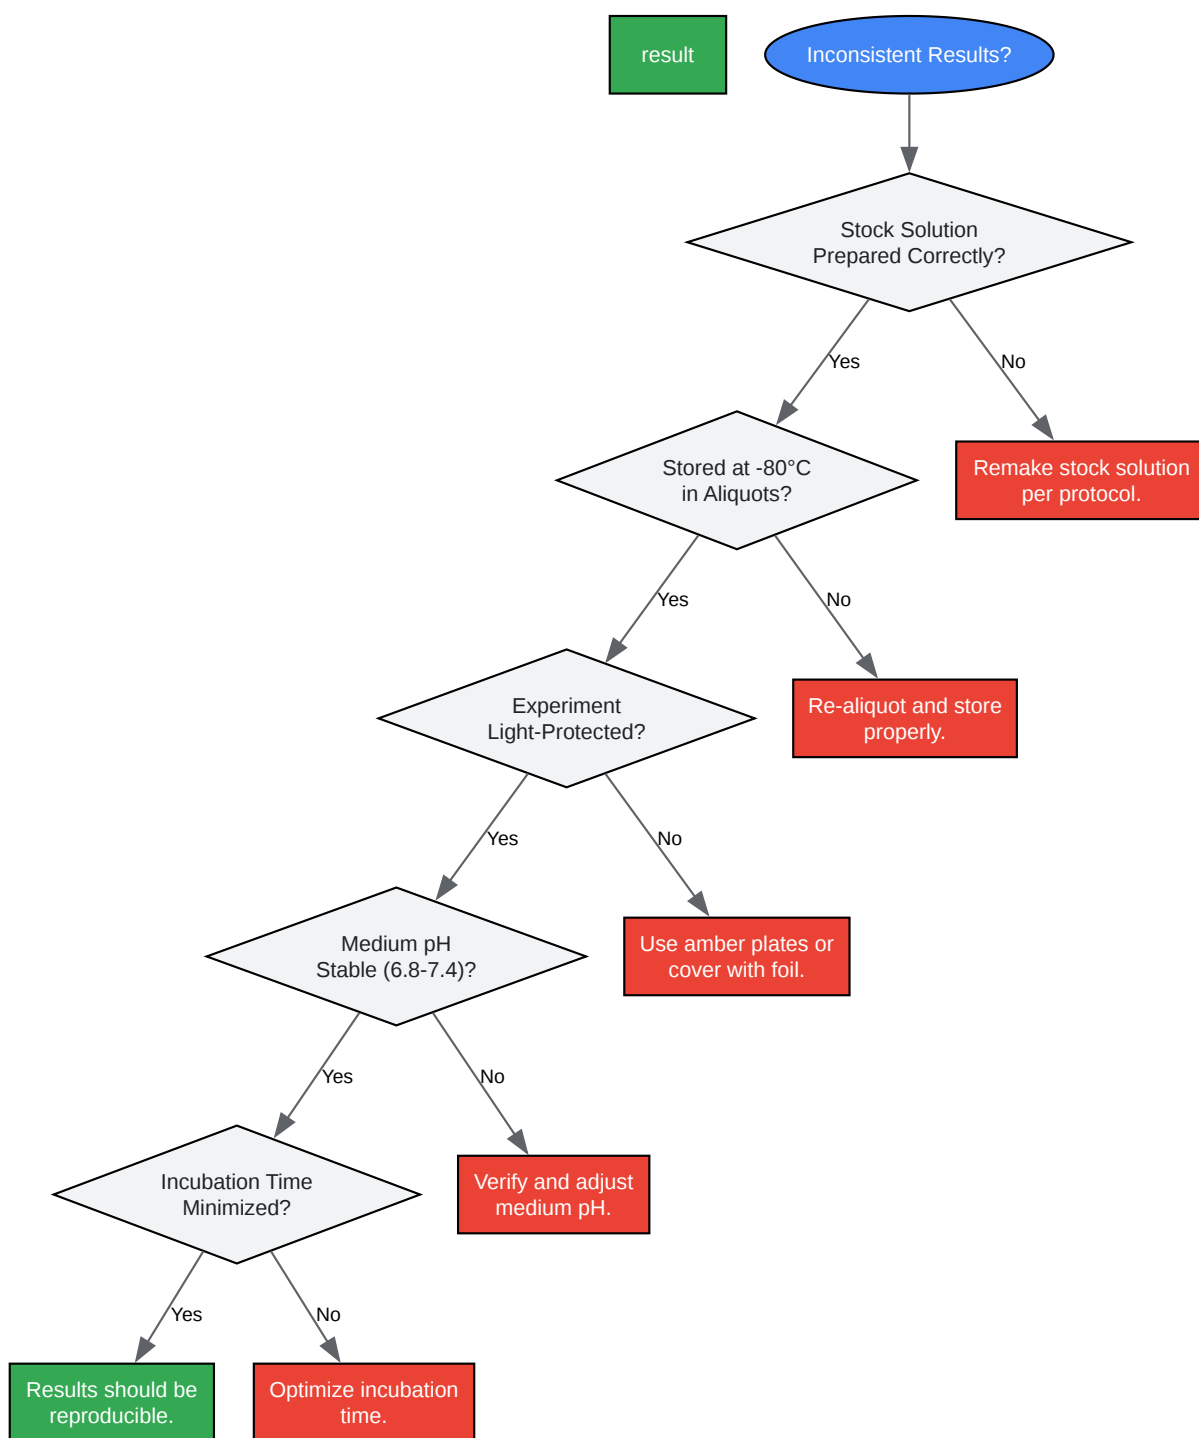 result
Inconsistent Results?
Stock Solution
Prepared Correctly?
Yes
No
Stored at -80°C
in Aliquots?
Remake stock solution
per protocol.
Yes
No
Experiment
Light-Protected?
Re-aliquot and store
properly.
Yes
No
Medium pH
Stable (6.8-7.4)?
Use amber plates or
cover with foil.
Yes
No
Incubation Time
Minimized?
Verify and adjust
medium pH.
Yes
No
Results should be
reproducible.
Optimize incubation
time.